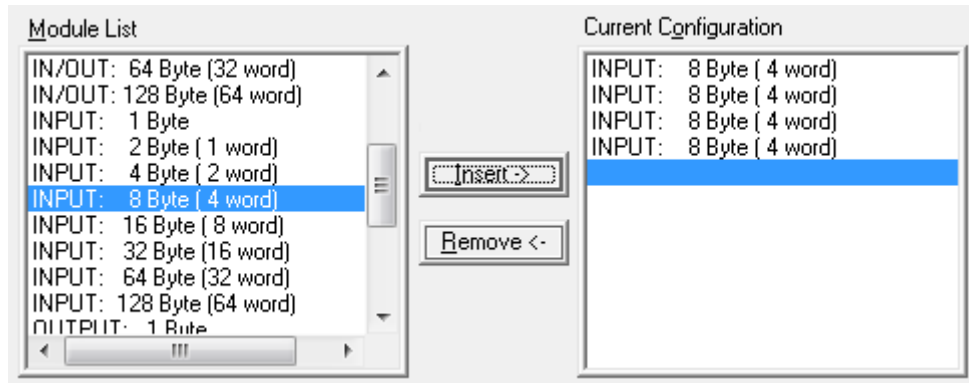 Module List
IN/OUT:  64 Byte (32 word)
IN/OUT: 128 Byte (64 word)
INPUT:   1 Byte
INPUT:   2 Byte ( 1 word)
INPUT:   4 Byte ( 2 word)
INPUT:   8 Byte ( 4 word)
INPUT:  16 Byte ( 8 word)
INPUT:  32 Byte (16 word)
INPUT:  64 Byte (32 word)
INPUT: 128 Byte (64 word)
OUTPUT:  1 Byte
Insert ->
Remove <-
Current Configuration
INPUT:   8 Byte ( 4 word)
INPUT:   8 Byte ( 4 word)
INPUT:   8 Byte ( 4 word)
INPUT:   8 Byte ( 4 word)